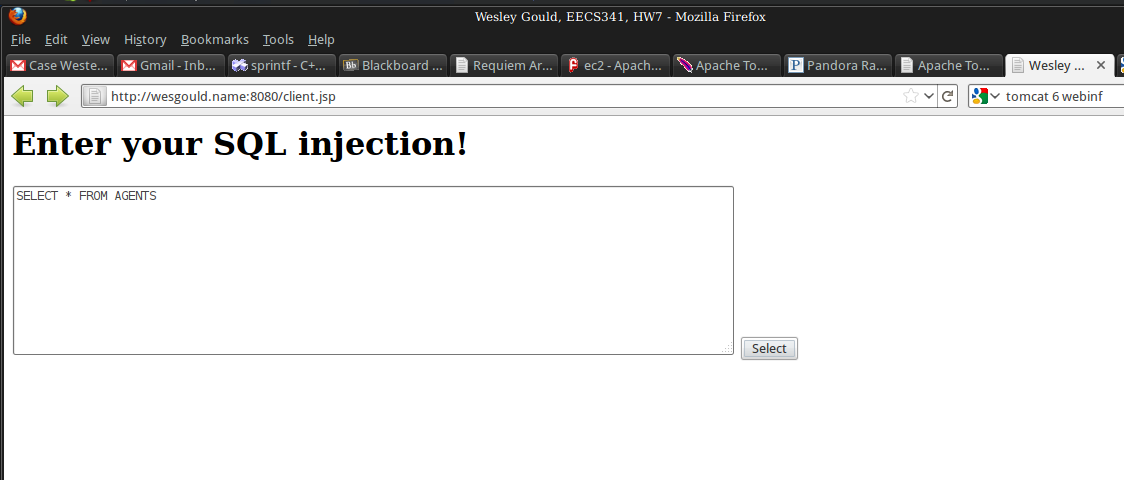 Wesley Gould, EECS341, HW7 - Mozilla Firefox
File Edit View History Bookmarks Tools Help
Case Weste... Gmail - Inb... sprintf - C+... Bb Blackboard ... Requiem Ar... ec2 - Apach... Apache To... P Pandora Ra... Apache To... Wesley ...
http://wesgould.name:8080/client.jsp tomcat 6 webinf
Enter your SQL injection!
SELECT * FROM AGENTS
Select